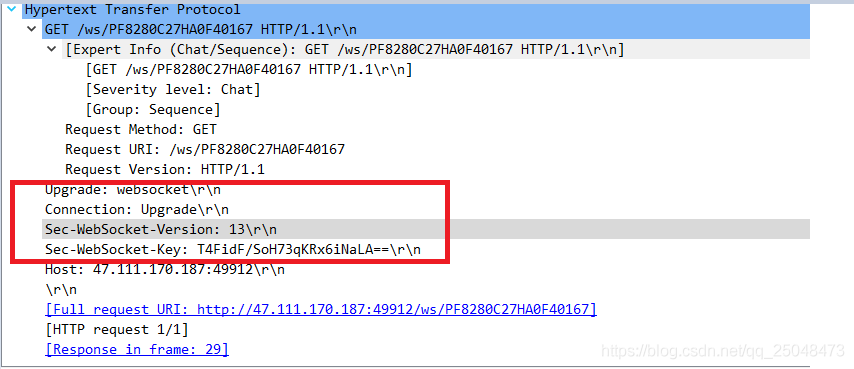 Hypertext Transfer Protocol
GET /ws/PF8280C27HA0F40167 HTTP/1.1\r\n
[Expert Info (Chat/Sequence): GET /ws/PF8280C27HA0F40167 HTTP/1.1\r\n]
[GET /ws/PF8280C27HA0F40167 HTTP/1.1\r\n]
[Severity level: Chat]
[Group: Sequence]
Request Method: GET
Request URI: /ws/PF8280C27HA0F40167
Request Version: HTTP/1.1
Upgrade: websocket\r\n
Connection: Upgrade\r\n
Sec-WebSocket-Version: 13\r\n
Sec-WebSocket-Key: T4FidF/SoH73qKRx6iNaLA==\r\n
Host: 47.111.170.187:49912\r\n
\r\n
[Full request URI: http://47.111.170.187:49912/ws/PF8280C27HA0F40167]
[HTTP request 1/1]
[Response in frame: 29]
https://blog.csdn.net/qq_25048473